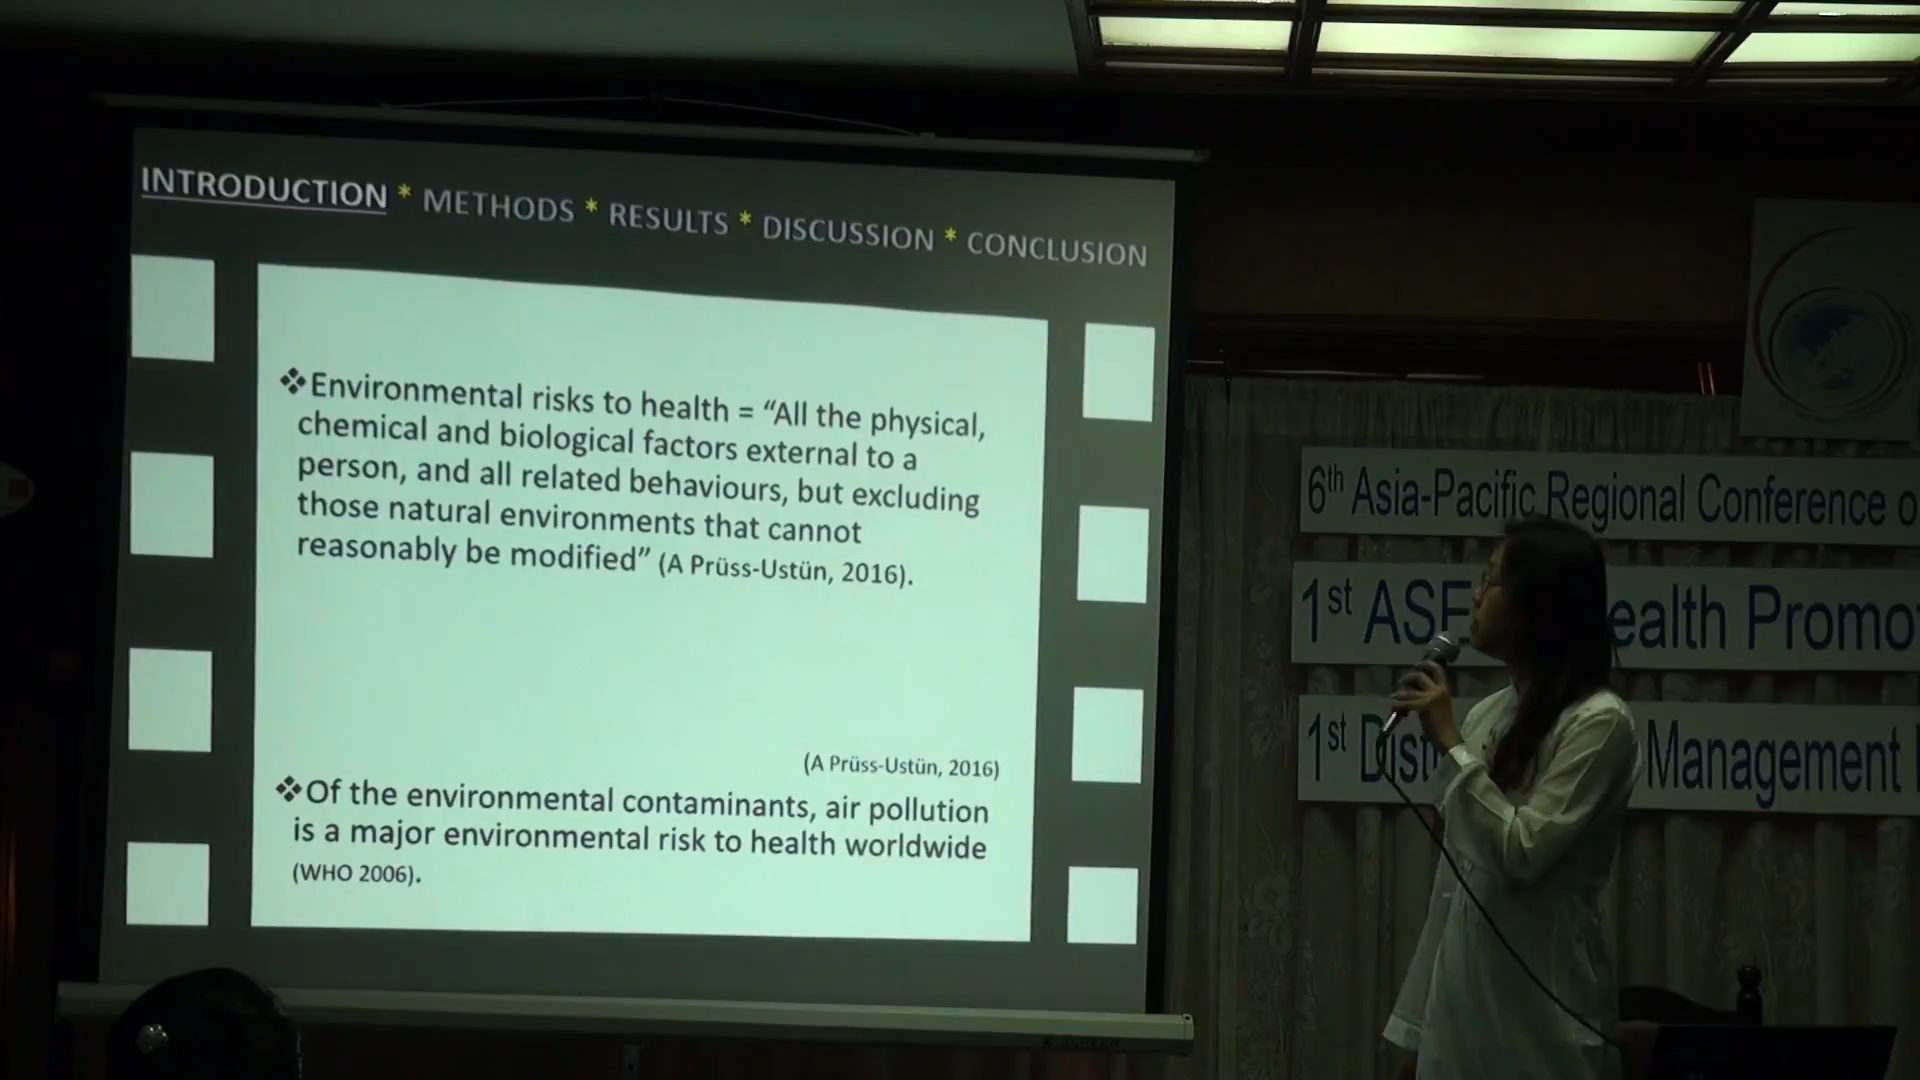 INTRODUCTION * METHODS * RESULTS * DISCUSSION * CONCLUSION
❖Environmental risks to health = “All the physical,
chemical and biological factors external to a
person, and all related behaviours, but excluding
those natural environments that cannot
reasonably be modified” (A Prüss-Ustün, 2016).
(A Prüss-Ustün, 2016)
❖Of the environmental contaminants, air pollution
is a major environmental risk to health worldwide
(WHO 2006).
6th Asia-Pacific Regional Conference o
1st ASE ealth Promo
1st Dist Management